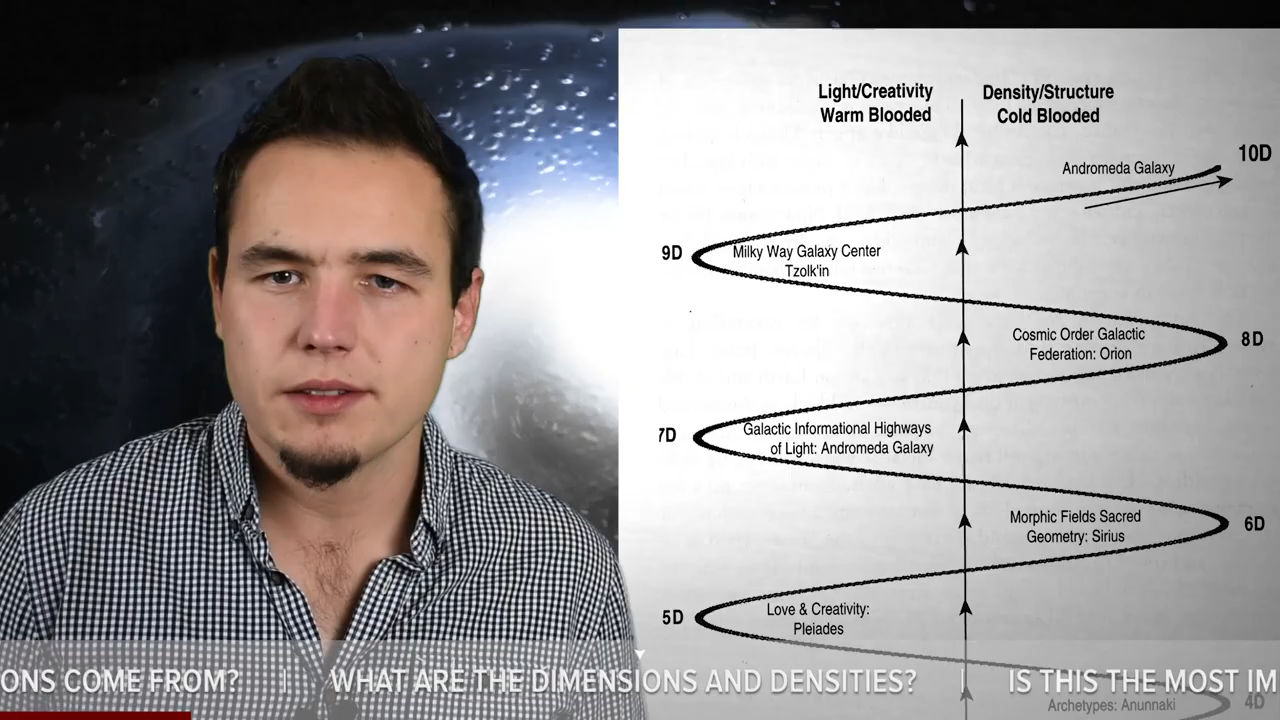 Light/Creativity
Warm Blooded
Density/Structure
Cold Blooded
10D
Andromeda Galaxy
9D
Milky Way Galaxy Center
Tzolk'in
8D
Cosmic Order Galactic
Federation: Orion
7D
Galactic Informational Highways
of Light: Andromeda Galaxy
6D
Morphic Fields Sacred
Geometry: Sirius
5D
Love & Creativity:
Pleiades
ONS COME FROM? | WHAT ARE THE DIMENSIONS AND DENSITIES? | IS THIS THE MOST IM
Archetypes: Anunnaki
4D